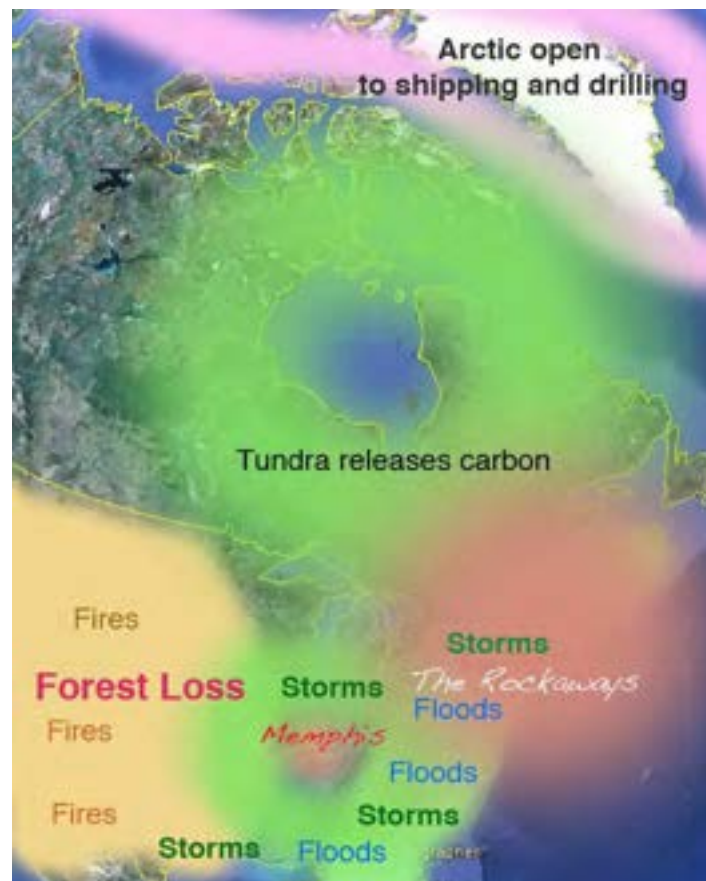 Arctic open
to shipping and drilling
Tundra releases carbon
Fires
Storms
The Rockaways
Forest Loss
Storms
Floods
Fires
Memphis
Floods
Fires
Storms
Storms
Floods